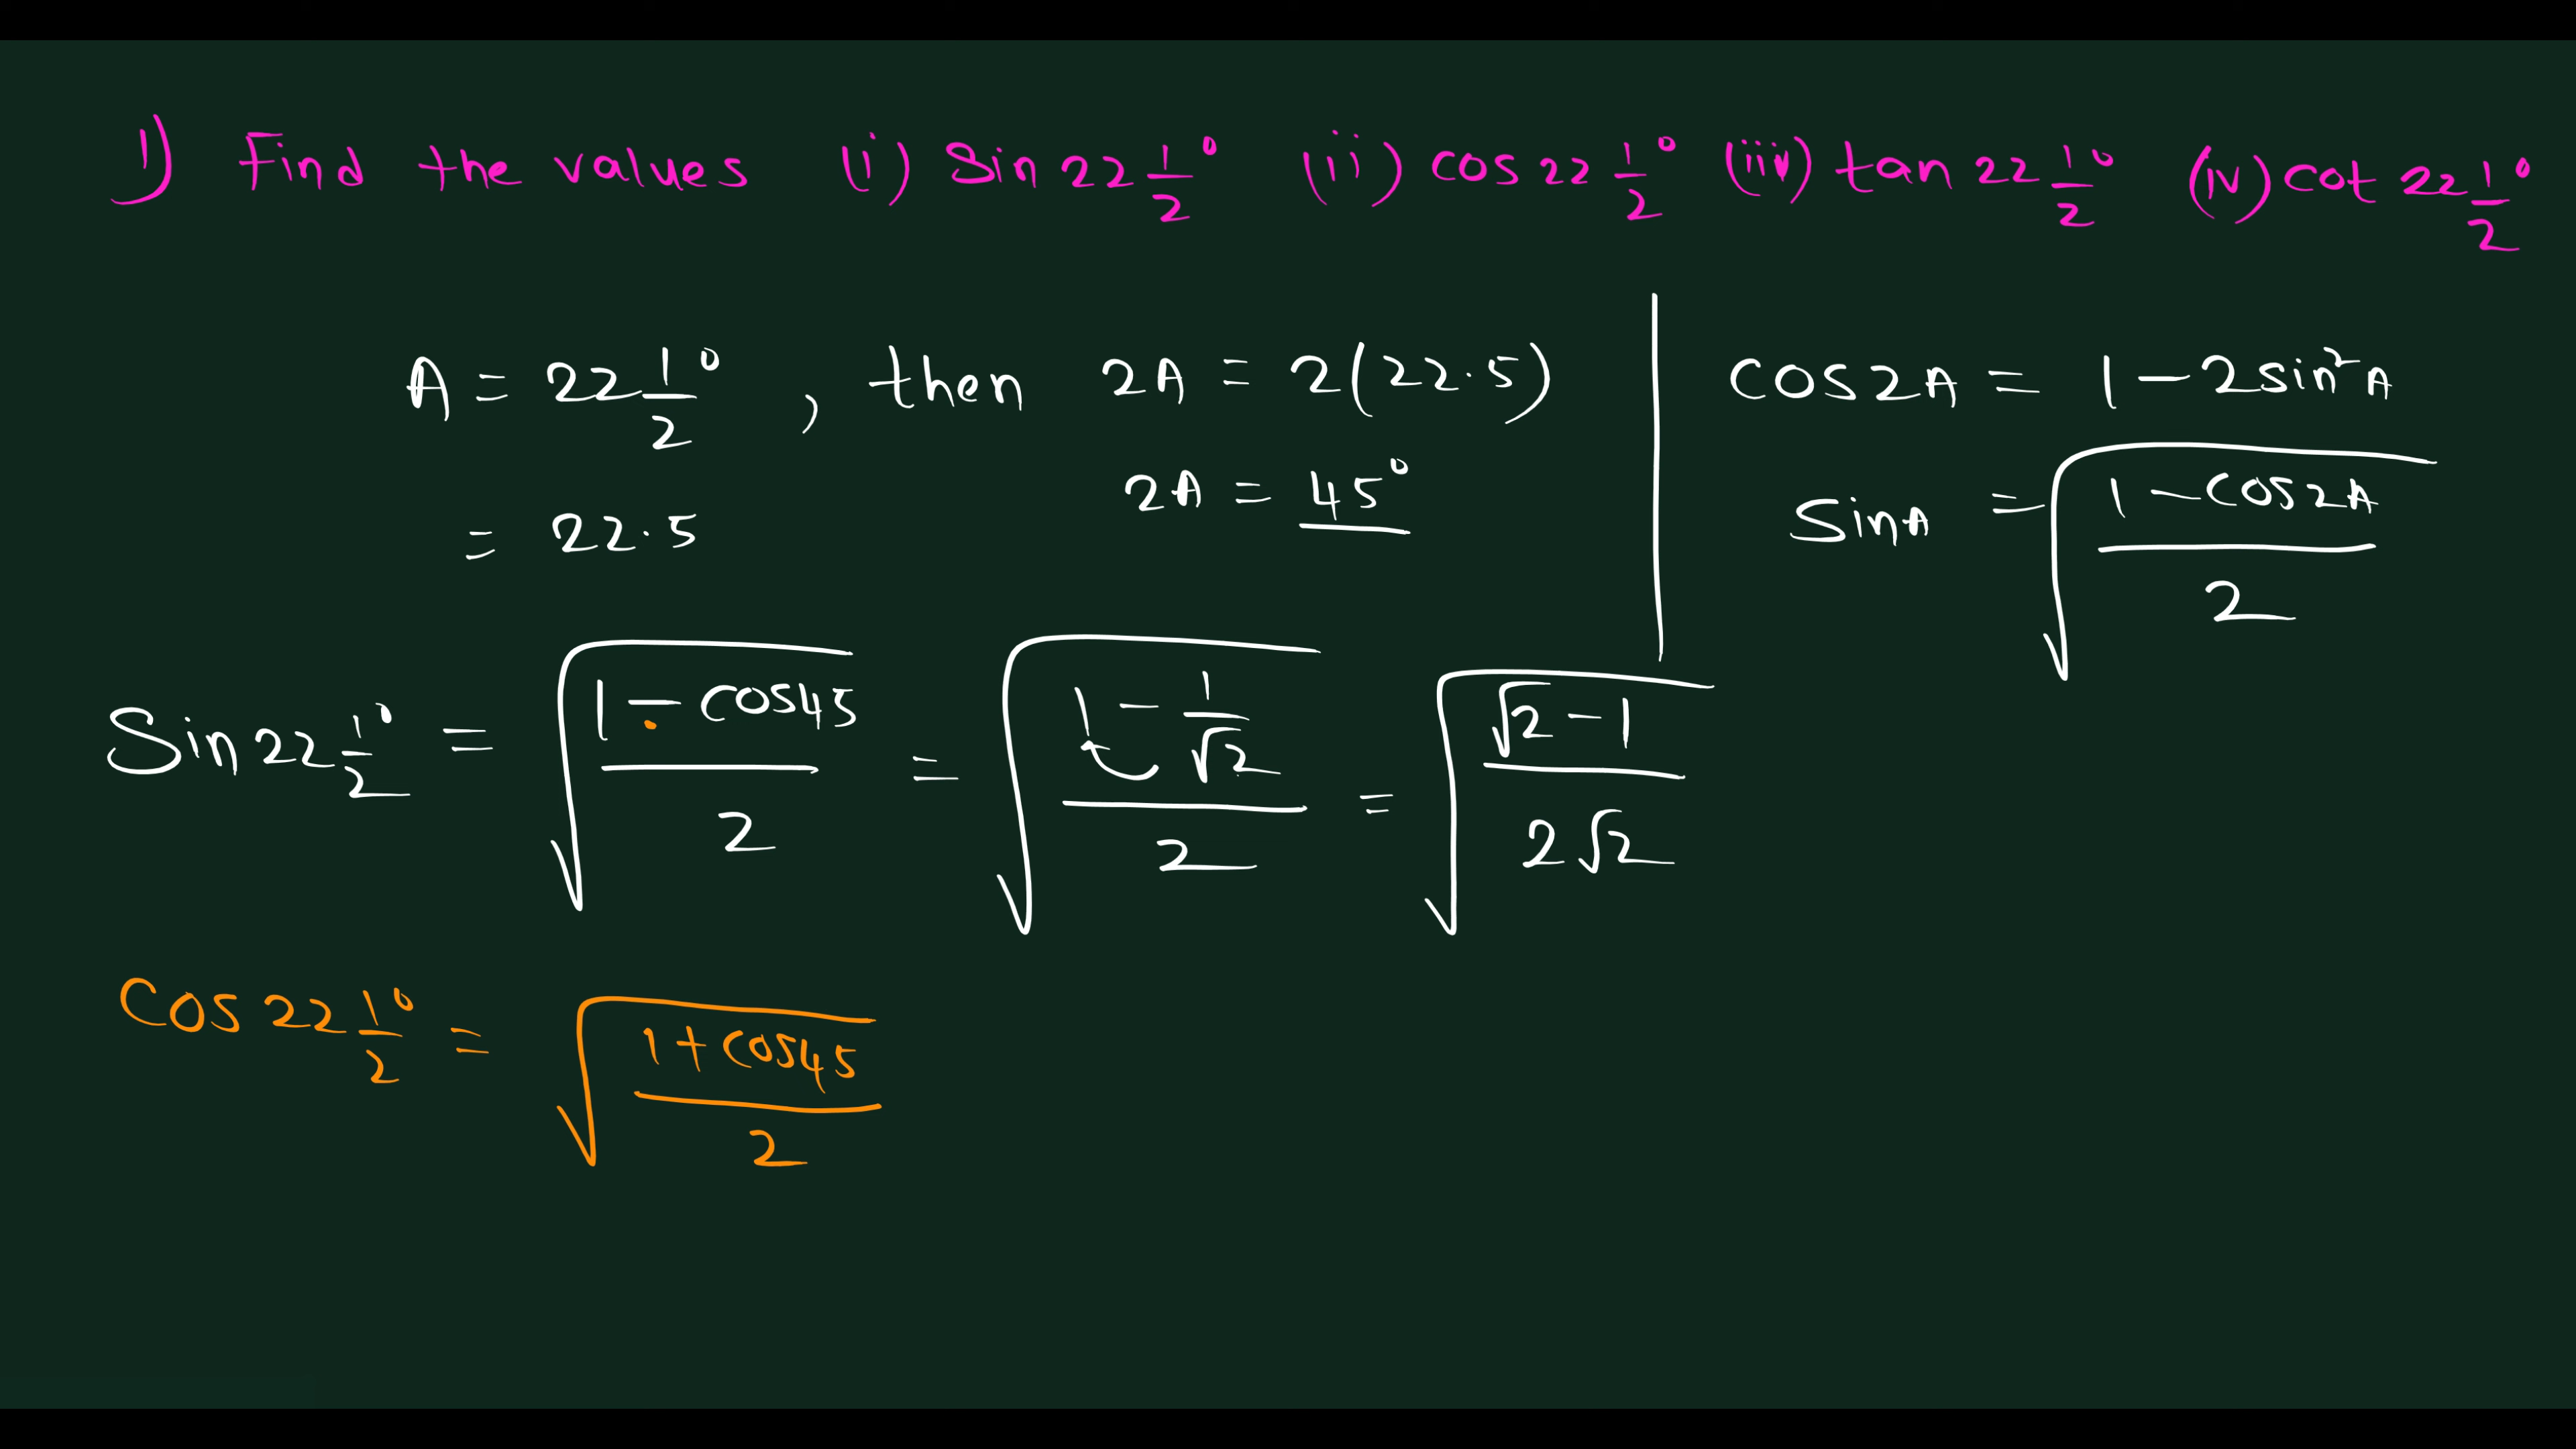 1) Find the values (i) Sin 22 1/2° (ii) cos 22 1/2° (iii) tan 22 1/2° (iv) cot 22 1/2°
A = 22 1/2° , then 2A = 2(22.5)
= 22.5
2A = 45°
cos2A = 1 - 2sin²A
SinA = √((1 - cos2A)/2)
Sin 22 1/2° = √((1 - cos45)/2) = √((1 - 1/√2)/2) = √((√2 - 1)/(2√2))
cos 22 1/2° = √((1 + cos45)/2)